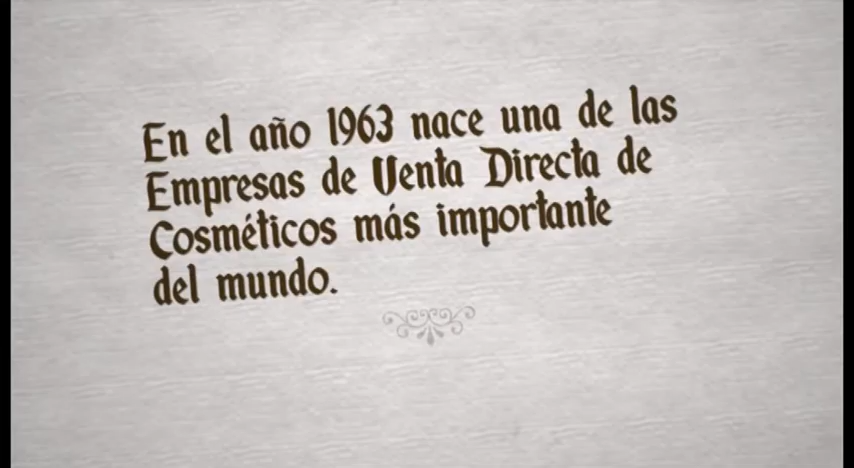 En el año 1963 nace una de las
Empresas de Venta Directa de
Cosméticos más importante
del mundo.